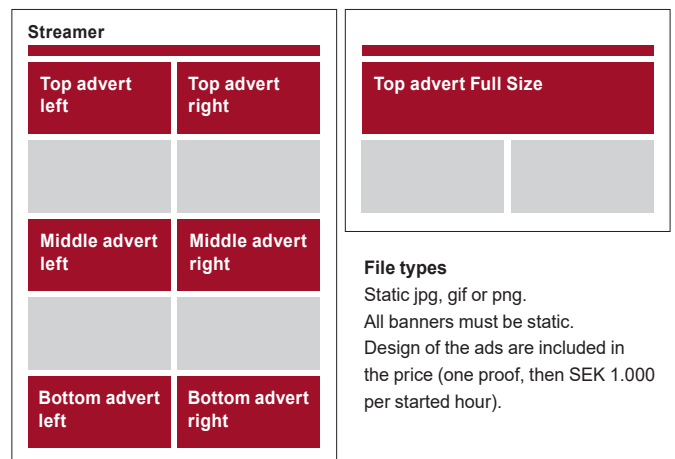 Streamer
Top advert
left
Top advert
right
Middle advert
left
Middle advert
right
Bottom advert
left
Bottom advert
right
Top advert Full Size
File types
Static jpg, gif or png.
All banners must be static.
Design of the ads are included in
the price (one proof, then SEK 1.000
per started hour).